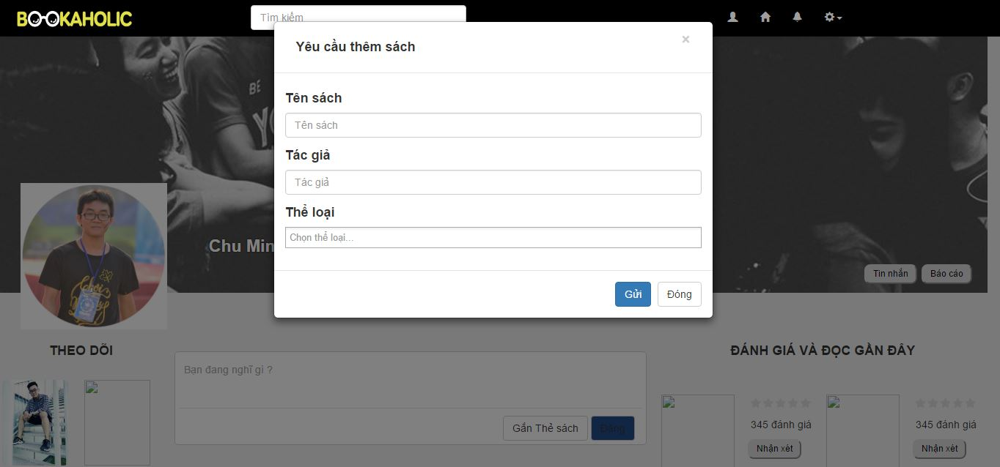 BOOKAHOLIC
Tìm kiếm
Yêu cầu thêm sách
×
Tên sách
Tên sách
Tác giả
Tác giả
Thể loại
Chọn thể loại...
Gửi
Đóng
BE
YO
Chu Min
Tin nhắn
Báo cáo
THEO DÕI
Bạn đang nghĩ gì ?
Gắn Thẻ sách
Đăng
ĐÁNH GIÁ VÀ ĐỌC GẦN ĐÂY
345 đánh giá
Nhận xét
345 đánh giá
Nhận xét